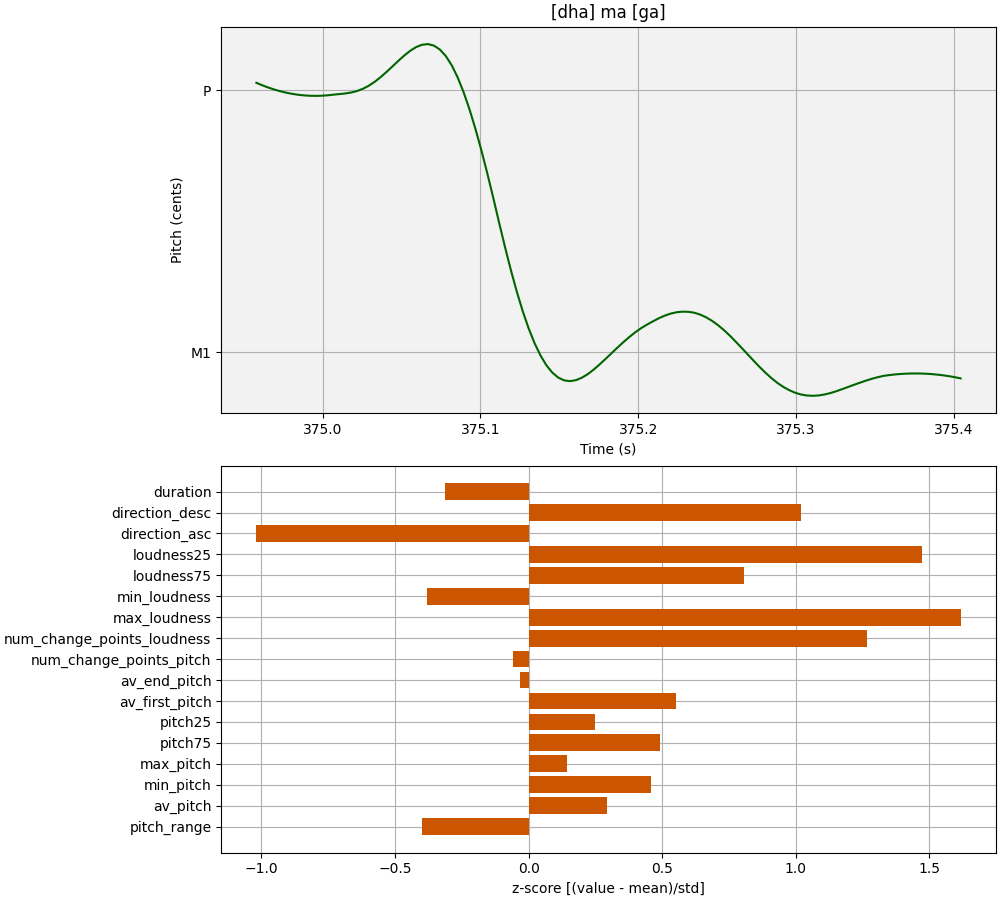 [dha] ma [ga]
Pitch (cents)
P
M1
375.0 375.1 375.2 375.3 375.4
Time (s)
duration
direction_desc
direction_asc
loudness25
loudness75
min_loudness
max_loudness
num_change_points_loudness
num_change_points_pitch
av_end_pitch
av_first_pitch
pitch25
pitch75
max_pitch
min_pitch
av_pitch
pitch_range
−1.0 −0.5 0.0 0.5 1.0 1.5
z-score [(value - mean)/std]